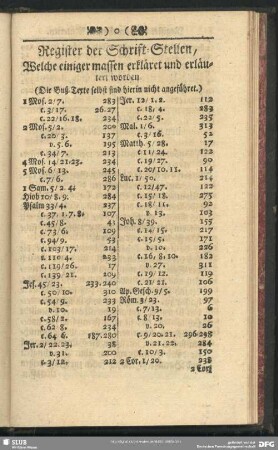 ) o (
Register der Schrift-Stellen,
Welche einiger massen erkläret und erläu-
tert worden
(Die Buß-Texte selbst sind hierin nicht angeführet.)
1 Mos. 2/7. 283
c. 3/17. 26.27
c. 22/16.18. 234
2 Mos. 5/2. 200
c. 20/3. 137
v. 5.6. 195
c. 34/7. 213
4 Mos. 14/21.23. 234
5 Mos. 6/13. 245
c. 7/6. 286
1 Sam. 5/2.4. 172
Hiob 10/8.9. 284
Psalm 33/4. 237
c. 37. 1.7.8. 107
c. 45/8. 41
c. 73/6. 109
c. 94/9. 53
c. 103/17. 214
c. 110/4. 233
c. 119/26. 17
c. 139/21. 109
Jes. 45/23. 233.240
c. 50/10. 310
c. 54/9. 233
v. 10. 19
c. 58/2. 167
c. 62/8. 234
c. 64/6. 187.280
Jer. 2/22.23. 38
v. 31. 200
c. 3/12. 212
Jer. 12/1.2. 112
c. 18/4. 283
c. 22/5. 235
Mal. 1/6. 313
c. 3/16. 52
Matth. 5/28. 17
c. 11/24. 122
c. 19/27. 90
c. 20/10.11. 114
Luc. 1/50. 214
c. 12/47. 122
c. 15/18. 275
c. 18/11. 92
v. 13. 103
Joh. 8/39. 155
c. 14/15. 217
c. 15/5. 171
v. 10. 226
c. 16/8.10. 182
v. 27. 311
c. 19/12. 119
c. 21/21. 106
Ap. Gesch. 9/5. 199
Röm. 3/23. 97
c. 7/13. 6
c. 8/13. 10
v. 20. 26
c. 9/20.21. 296.298
v. 21.22. 284
c. 10/3. 150
2 Cor. 1/20. 238
2 Cor.
SLUB
DFG